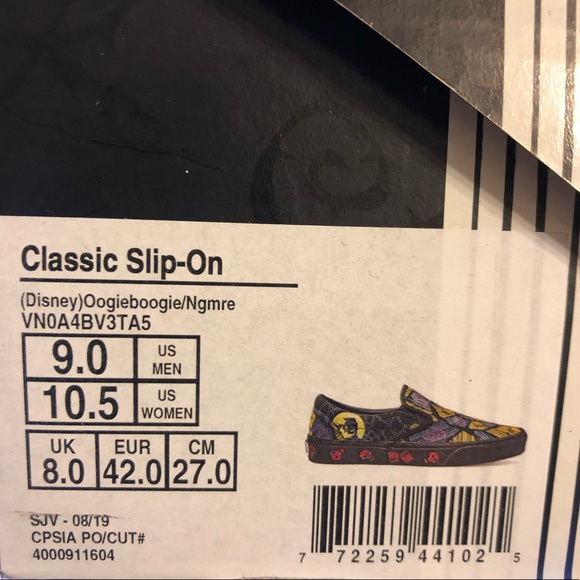 Classic Slip-On
(Disney)Oogieboogie/Ngmre
VN0A4BV3TA5
9.0 US MEN
10.5 US WOMEN
UK EUR CM
8.0 42.0 27.0
SJV - 08/19
CPSIA PO/CUT#
4000911604
7 72259 44102 5